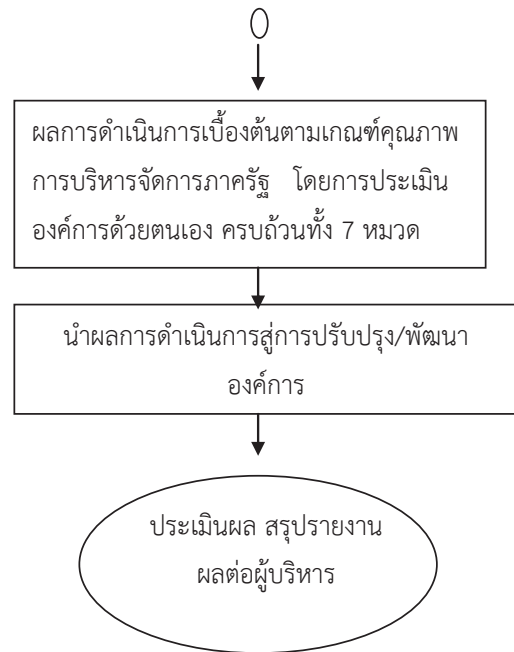 ผลการดำเนินการเบื้องต้นตามเกณฑ์คุณภาพ
การบริหารจัดการภาครัฐ โดยการประเมิน
องค์การด้วยตนเอง ครบถ้วนทั้ง 7 หมวด
นำผลการดำเนินการสู่การปรับปรุง/พัฒนา
องค์การ
ประเมินผล สรุปรายงาน
ผลต่อผู้บริหาร